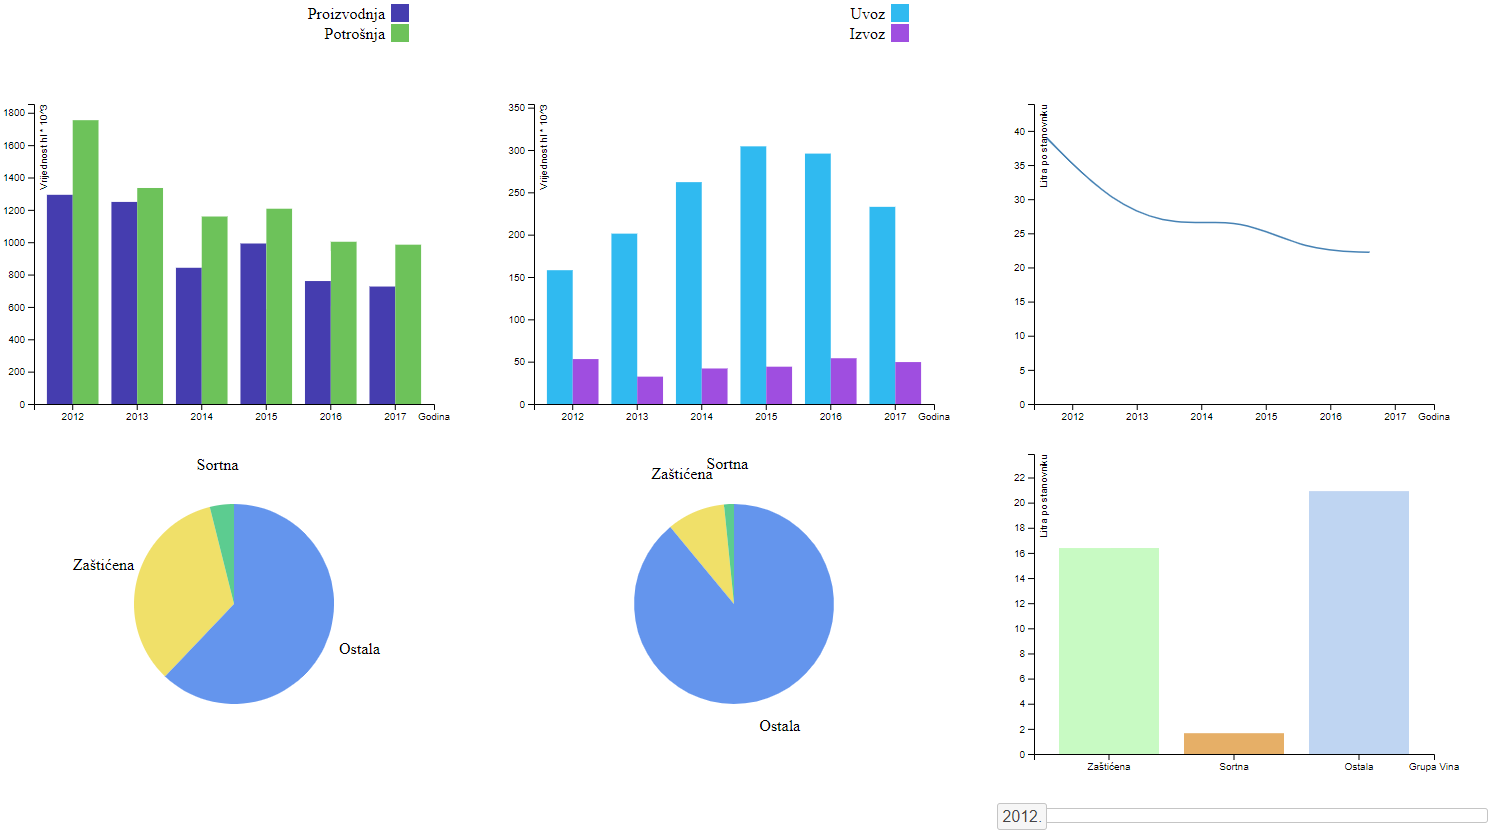 Proizvodnja
Potrošnja
Uvoz
Izvoz
Vrijednost hl * 10^3
1800
1600
1400
1200
1000
800
600
400
200
0
2012 2013 2014 2015 2016 2017 Godina
Vrijednost hl * 10^3
350
300
250
200
150
100
50
0
2012 2013 2014 2015 2016 2017 Godina
Litra po stanovniku
40
35
30
25
20
15
10
5
0
2012 2013 2014 2015 2016 2017 Godina
Sortna
Zaštićena
Ostala
Sortna
Zaštićena
Ostala
Litra po stanovniku
22
20
18
16
14
12
10
8
6
4
2
0
Zaštićena Sortna Ostala Grupa Vina
2012.